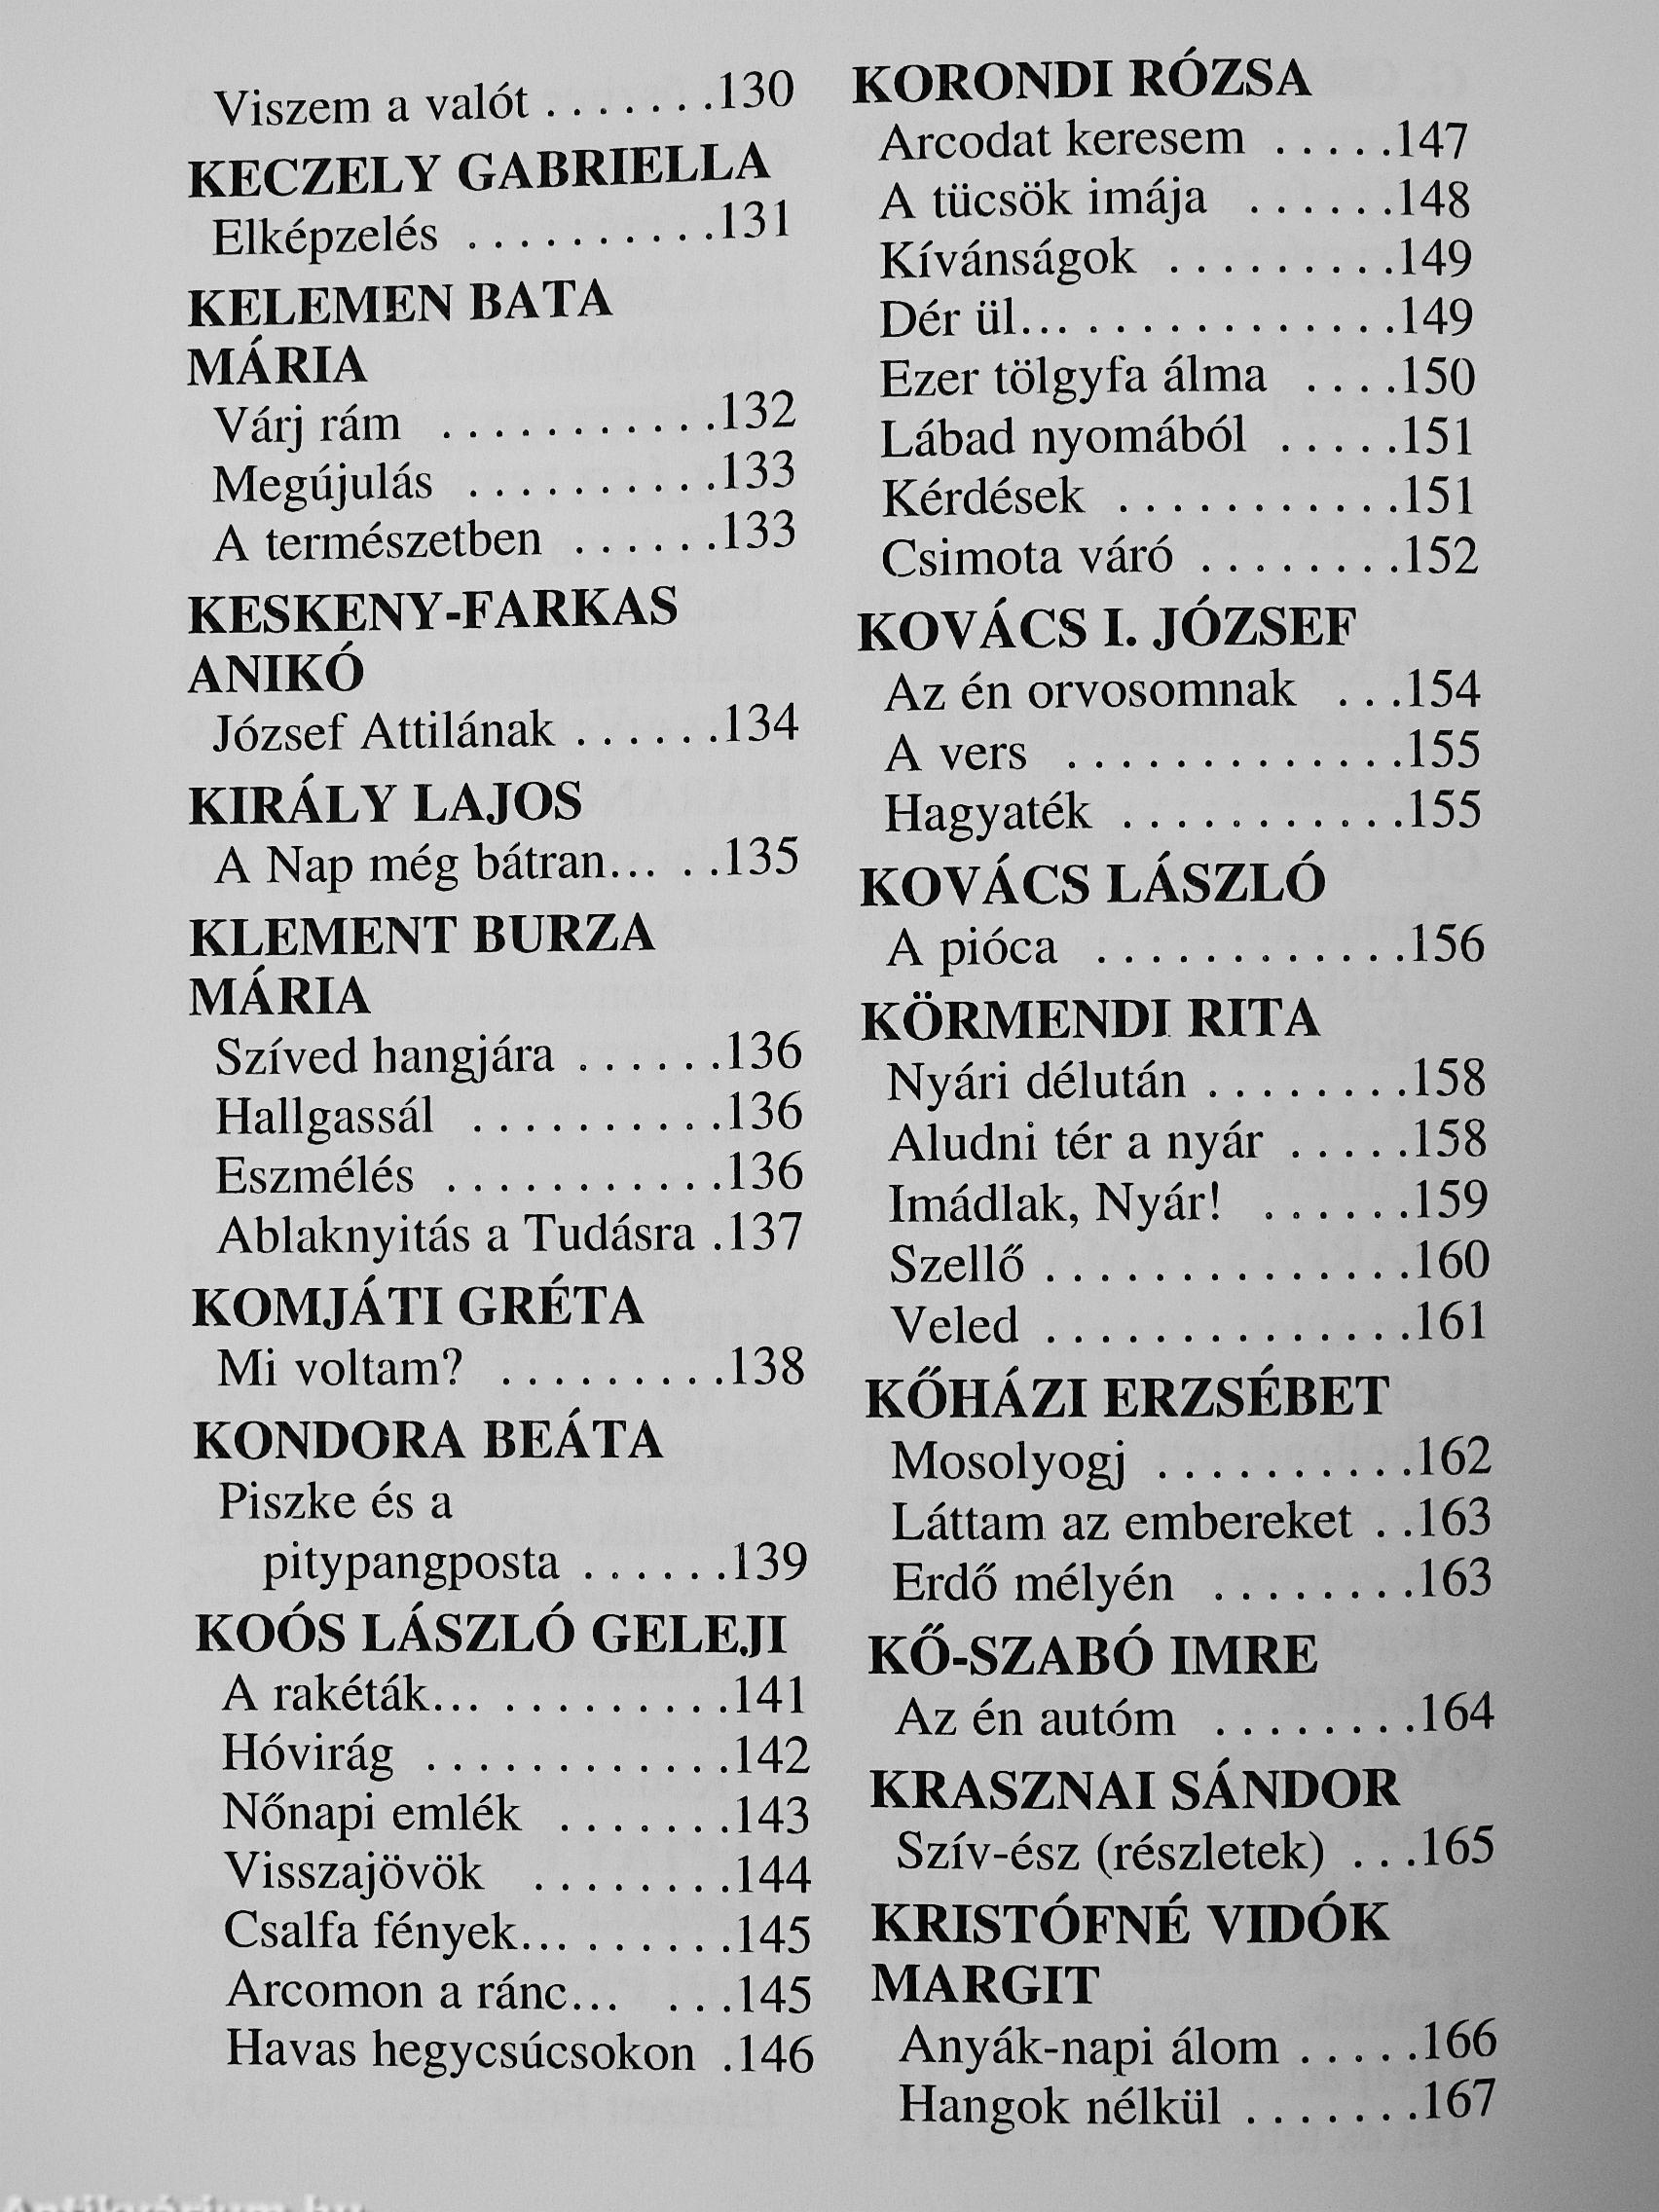 Viszem a valót . . . . . . .130
KECZELY GABRIELLA
Elképzelés . . . . . . . . . .131
KELEMEN BATA
MÁRIA
Várj rám . . . . . . . . . . .132
Megújulás . . . . . . . . . .133
A természetben . . . . . .133
KESKENY-FARKAS
ANIKÓ
József Attilának . . . . . .134
KIRÁLY LAJOS
A Nap még bátran... . .135
KLEMENT BURZA
MÁRIA
Szíved hangjára . . . . . .136
Hallgassál . . . . . . . . . .136
Eszmélés . . . . . . . . . . .136
Ablaknyitás a Tudásra .137
KOMJÁTI GRÉTA
Mi voltam? . . . . . . . . .138
KONDORA BEÁTA
Piszke és a
pitypangposta . . . . . .139
KOÓS LÁSZLÓ GELEJI
A rakéták... . . . . . . . . .141
Hóvirág . . . . . . . . . . . .142
Nőnapi emlék . . . . . . .143
Visszajövök . . . . . . . .144
Csalfa fények... . . . . . .145
Arcomon a ránc... . . .145
Havas hegycsúcsokon .146
KORONDI RÓZSA
Arcodat keresem . . . . .147
A tücsök imája . . . . . .148
Kívánságok . . . . . . . . .149
Dér ül... . . . . . . . . . . . .149
Ezer tölgyfa álma . . . .150
Lábad nyomából . . . . .151
Kérdések . . . . . . . . . . .151
Csimota váró . . . . . . . .152
KOVÁCS I. JÓZSEF
Az én orvosomnak . . .154
A vers . . . . . . . . . . . . .155
Hagyaték . . . . . . . . . . .155
KOVÁCS LÁSZLÓ
A pióca . . . . . . . . . . . .156
KÖRMENDI RITA
Nyári délután . . . . . . . .158
Aludni tér a nyár . . . . .158
Imádlak, Nyár! . . . . . .159
Szellő . . . . . . . . . . . . . .160
Veled . . . . . . . . . . . . . .161
KŐHÁZI ERZSÉBET
Mosolyogj . . . . . . . . . .162
Láttam az embereket . .163
Erdő mélyén . . . . . . . .163
KŐ-SZABÓ IMRE
Az én autóm . . . . . . . .164
KRASZNAI SÁNDOR
Szív-ész (részletek) . . .165
KRISTÓFNÉ VIDÓK
MARGIT
Anyák-napi álom . . . . .166
Hangok nélkül . . . . . . .167